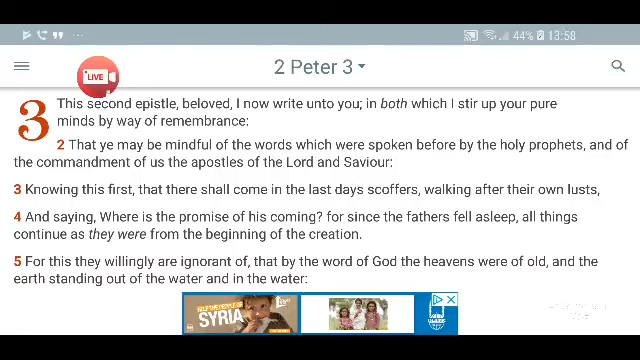 44% 13:58
LIVE
2 Peter 3
3 This second epistle, beloved, I now write unto you; in both which I stir up your pure
minds by way of remembrance:
2 That ye may be mindful of the words which were spoken before by the holy prophets, and of
the commandment of us the apostles of the Lord and Saviour:
3 Knowing this first, that there shall come in the last days scoffers, walking after their own lusts,
4 And saying, Where is the promise of his coming? for since the fathers fell asleep, all things
continue as they were from the beginning of the creation.
5 For this they willingly are ignorant of, that by the word of God the heavens were of old, and the
earth standing out of the water and in the water:
HELP THE PEOPLE OF
SYRIA